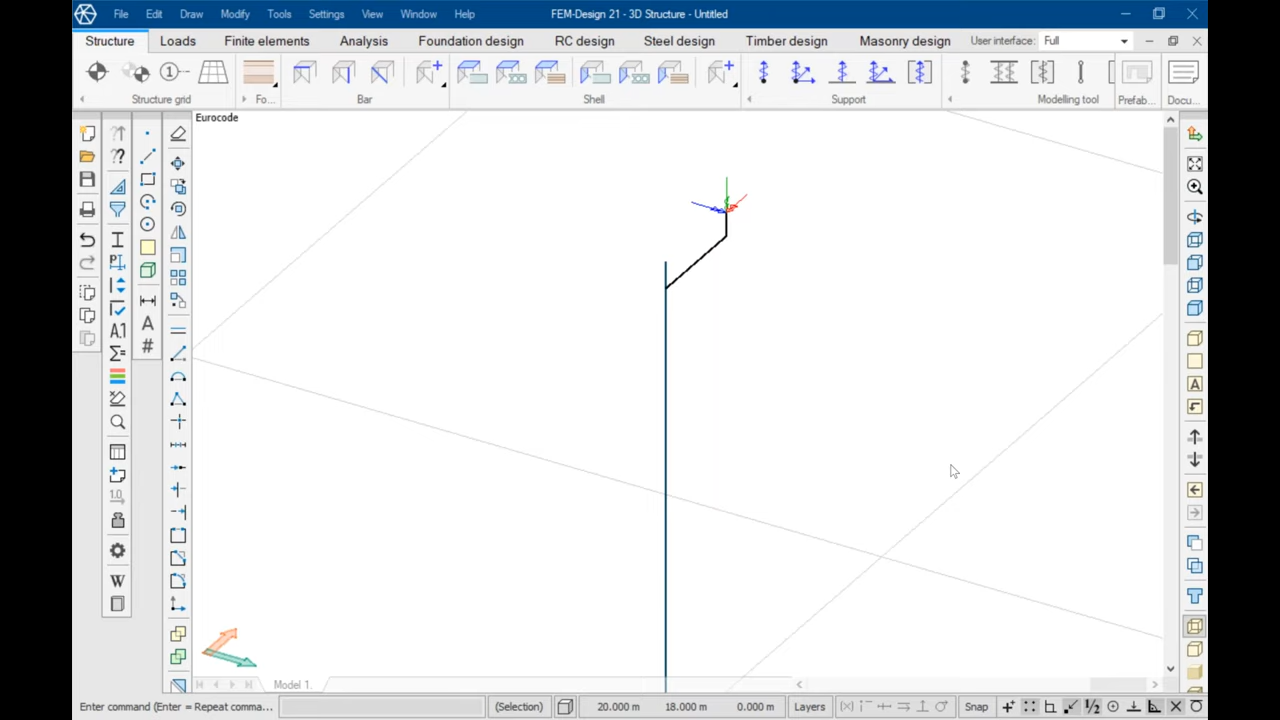 File Edit Draw Modify Tools Settings View Window Help FEM-Design 21 - 3D Structure - Untitled
Structure Loads Finite elements Analysis Foundation design RC design Steel design Timber design Masonry design User interface: Full
Structure grid Fo... Bar Shell Support Modelling tool Prefab... Docu...
Eurocode
??
A.1
A
#
1.0
W
A
Model 1.
Enter command (Enter = Repeat comma... (Selection) 20.000 m 18.000 m 0.000 m Layers Snap